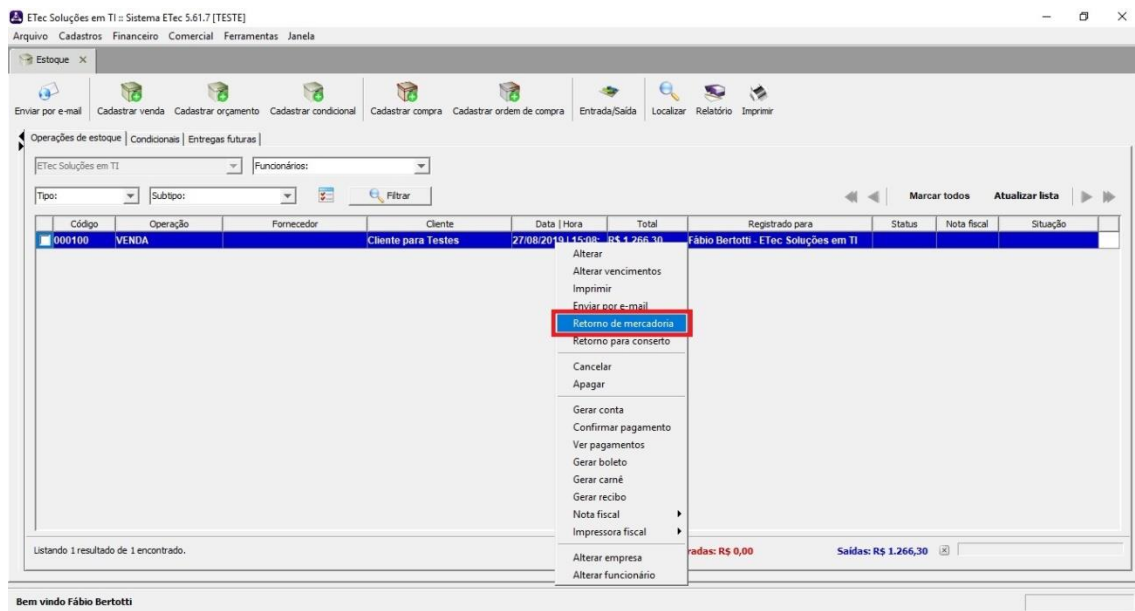 ETec Soluções em TI :: Sistema ETec 5.61.7 [TESTE]
Arquivo Cadastros Financeiro Comercial Ferramentas Janela
Estoque
Enviar por e-mail Cadastrar venda Cadastrar orçamento Cadastrar condicional Cadastrar compra Cadastrar ordem de compra Entrada/Saída Localizar Relatório Imprimir
Operações de estoque Condicionais Entregas futuras
ETec Soluções em TI Funcionários:
Tipo: Subtipo: Filtrar Marcar todos Atualizar lista
Código Operação Fornecedor Cliente Data | Hora Total Registrado para Status Nota fiscal Situação
000100 VENDA Cliente para Testes 27/08/2019 | 15:08: R$ 1.266,30 Fábio Bertotti - ETec Soluções em TI
Alterar
Alterar vencimentos
Imprimir
Enviar por e-mail
Retorno de mercadoria
Retorno para conserto
Cancelar
Apagar
Gerar conta
Confirmar pagamento
Ver pagamentos
Gerar boleto
Gerar carnê
Gerar recibo
Nota fiscal
Impressora fiscal
Alterar empresa
Alterar funcionário
Listando 1 resultado de 1 encontrado. radas: R$ 0,00 Saídas: R$ 1.266,30
Bem vindo Fábio Bertotti